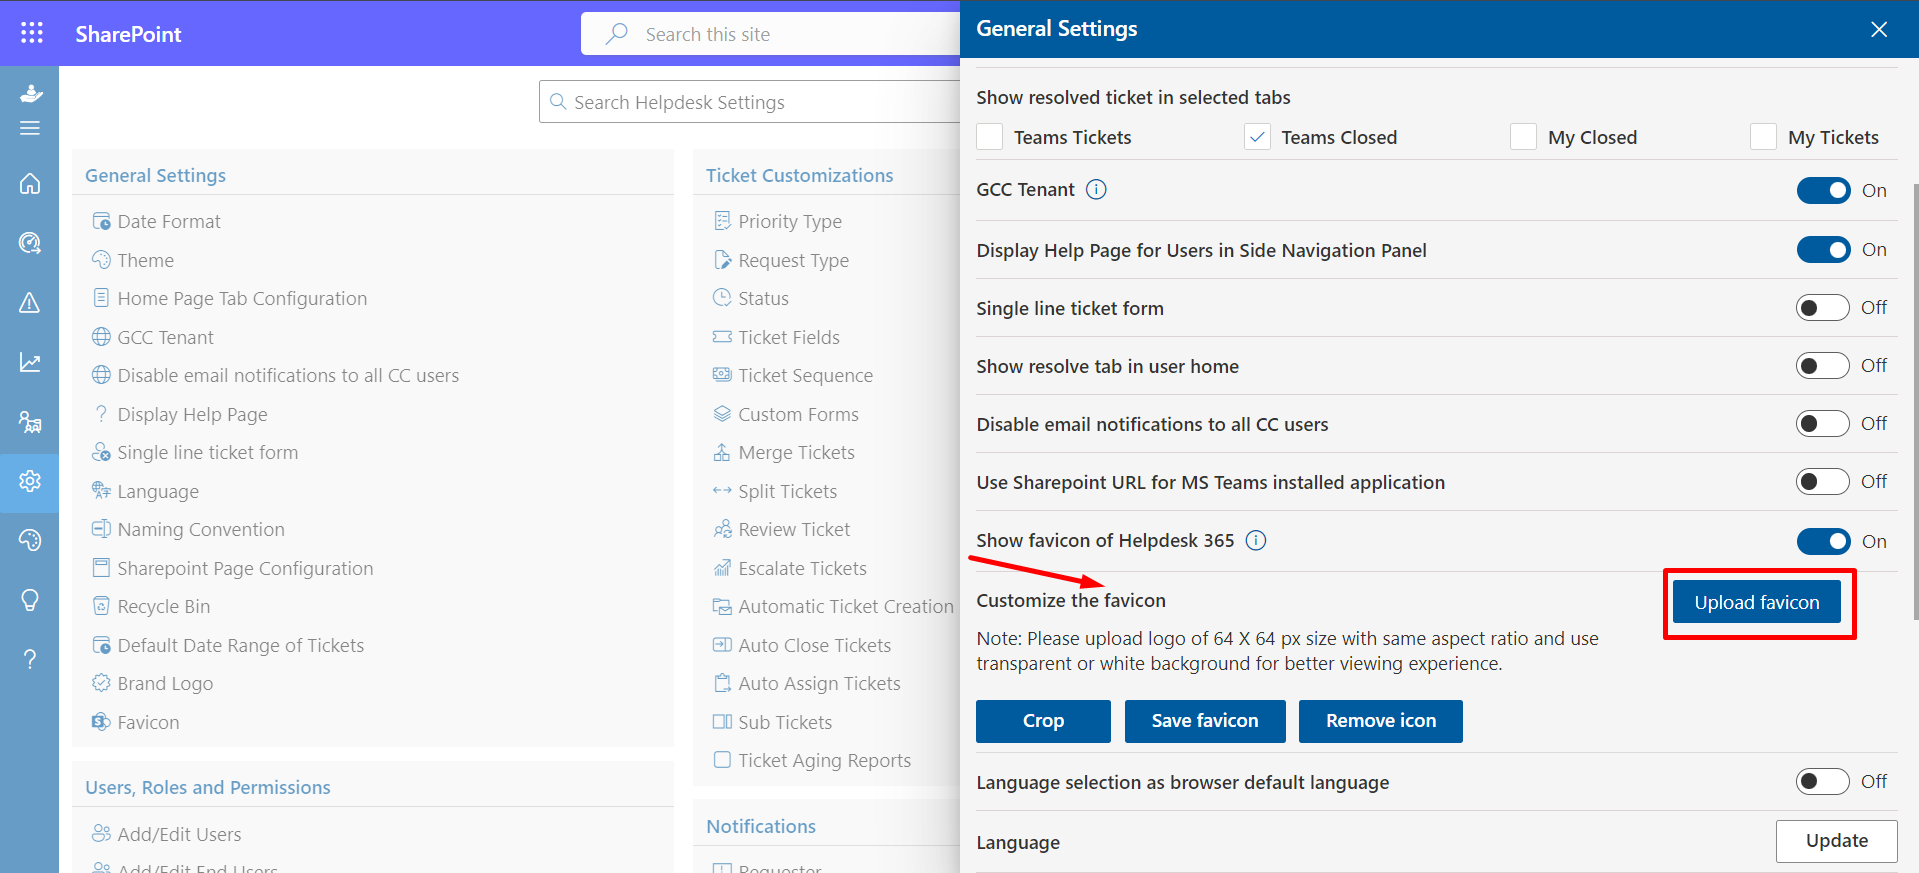 SharePoint
Search this site
Search Helpdesk Settings
General Settings
Date Format
Theme
Home Page Tab Configuration
GCC Tenant
Disable email notifications to all CC users
Display Help Page
Single line ticket form
Language
Naming Convention
Sharepoint Page Configuration
Recycle Bin
Default Date Range of Tickets
Brand Logo
Favicon
Users, Roles and Permissions
Add/Edit Users
Add/Edit End Users
Ticket Customizations
Priority Type
Request Type
Status
Ticket Fields
Ticket Sequence
Custom Forms
Merge Tickets
Split Tickets
Review Ticket
Escalate Tickets
Automatic Ticket Creation
Auto Close Tickets
Auto Assign Tickets
Sub Tickets
Ticket Aging Reports
Notifications
Requester
General Settings
Show resolved ticket in selected tabs
Teams Tickets Teams Closed My Closed My Tickets
GCC Tenant On
Display Help Page for Users in Side Navigation Panel On
Single line ticket form Off
Show resolve tab in user home Off
Disable email notifications to all CC users Off
Use Sharepoint URL for MS Teams installed application Off
Show favicon of Helpdesk 365 On
Customize the favicon Upload favicon
Note: Please upload logo of 64 X 64 px size with same aspect ratio and use
transparent or white background for better viewing experience.
Crop Save favicon Remove icon
Language selection as browser default language Off
Language Update